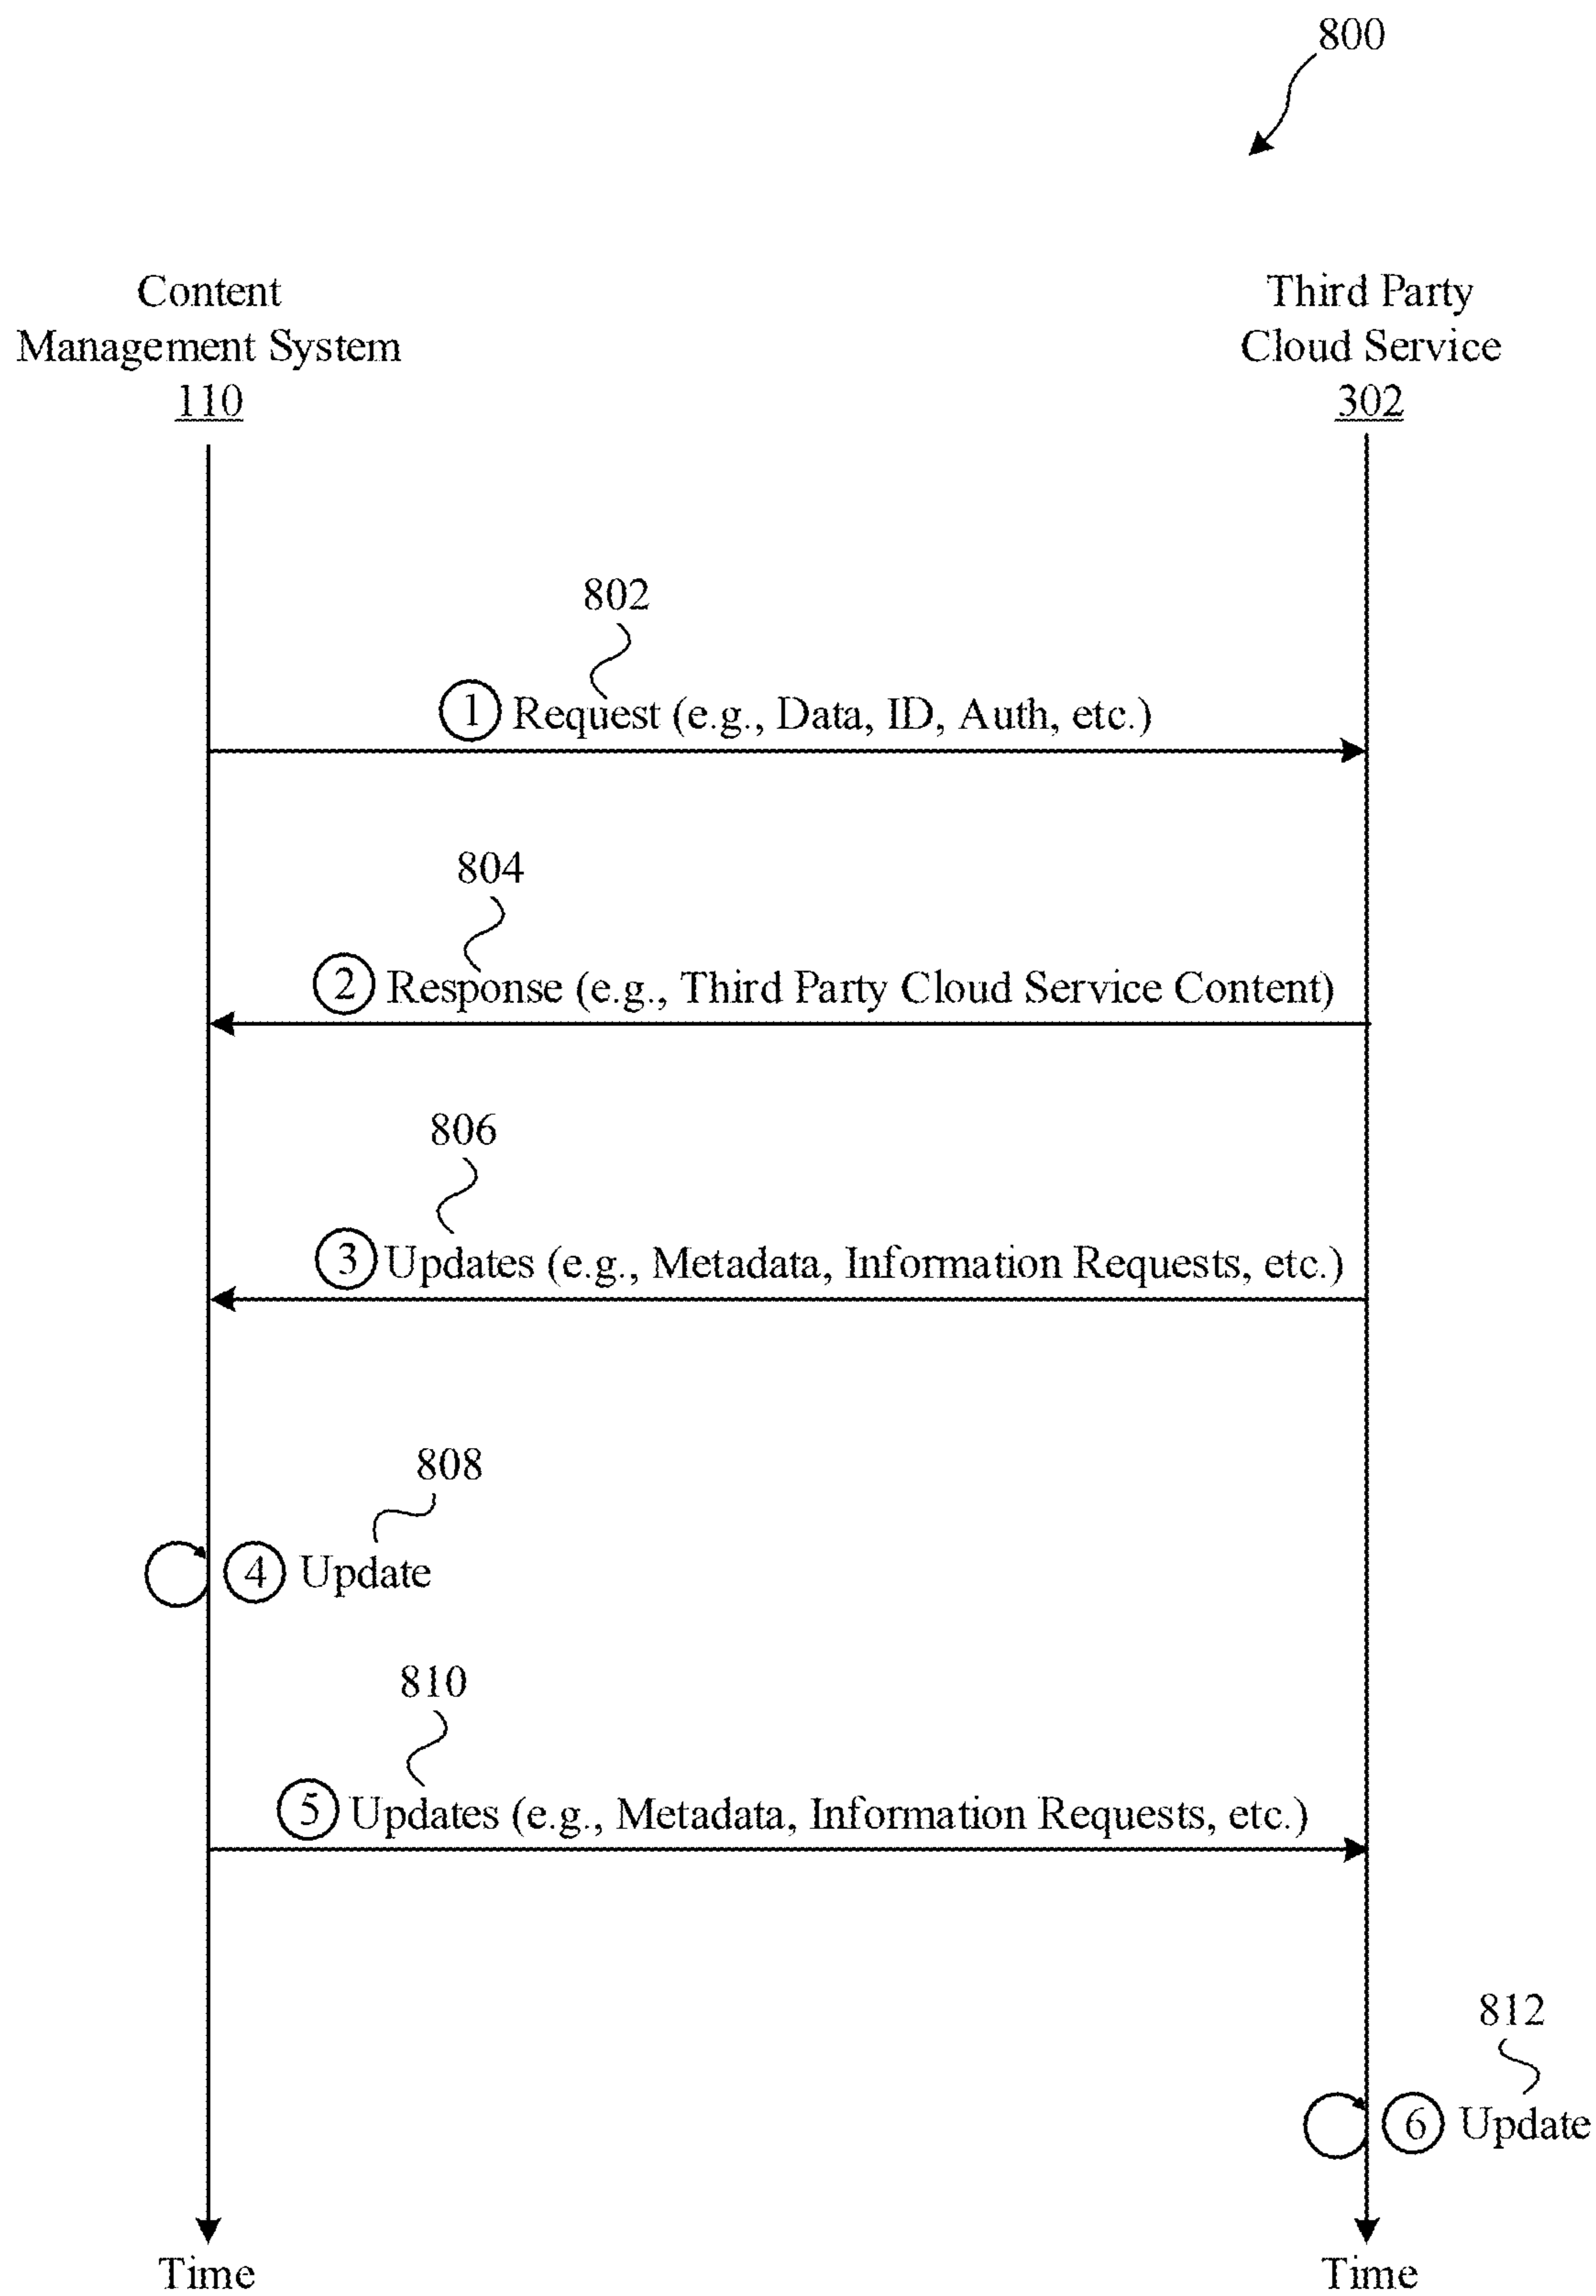 800
Content
Management System
110
Third Party
Cloud Service
302
802
1 Request (e.g., Data, ID, Auth, etc.)
804
2 Response (e.g., Third Party Cloud Service Content)
806
3 Updates (e.g., Metadata, Information Requests, etc.)
808
4 Update
810
5 Updates (e.g., Metadata, Information Requests, etc.)
812
6 Update
Time
Time